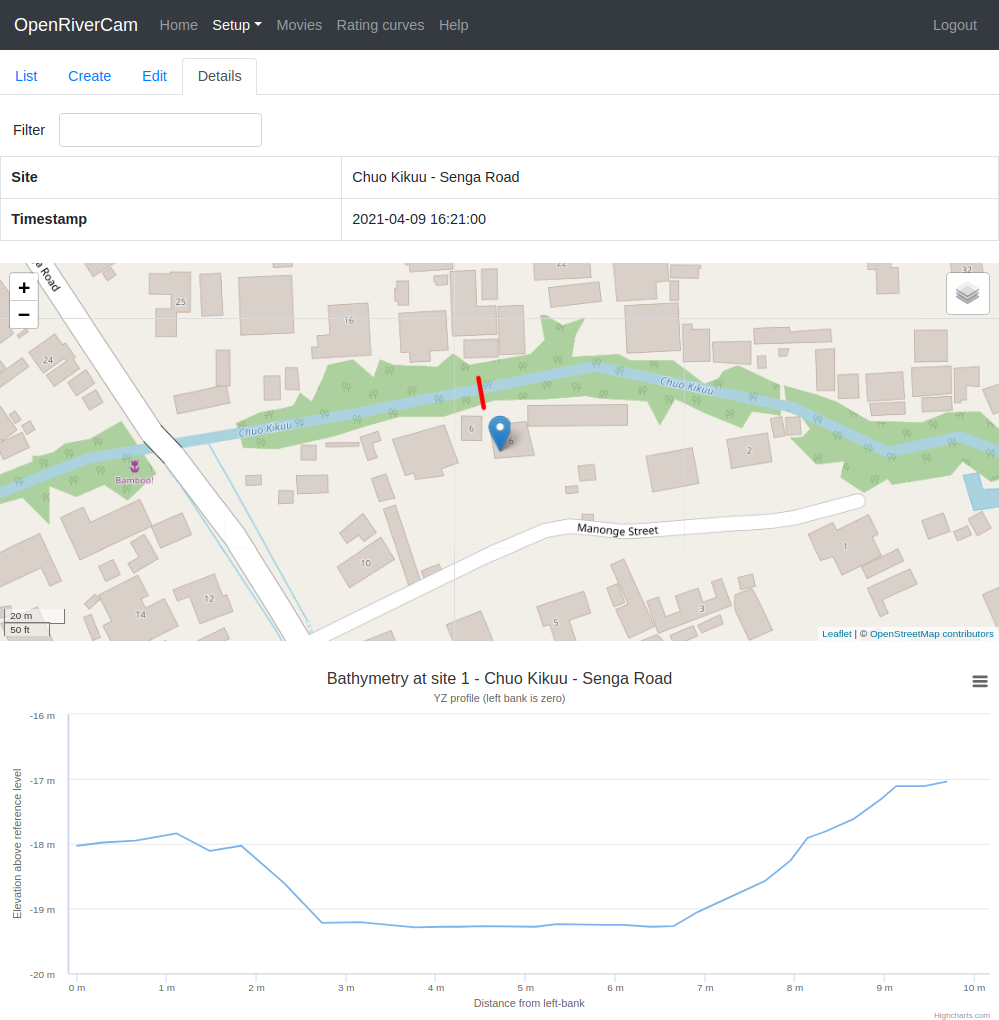 OpenRiverCam Home Setup Movies Rating curves Help Logout
List Create Edit Details
Filter
Site Chuo Kikuu - Senga Road
Timestamp 2021-04-09 16:21:00
a Road
+
−
22
32
25
16
24
Chuo Kikuu
Chuo Kikuu
6
6
2
Bamboo!
Manonge Street
1
10
12
14
3
5
20 m
50 ft
Leaflet | © OpenStreetMap contributors
Bathymetry at site 1 - Chuo Kikuu - Senga Road
YZ profile (left bank is zero)
Elevation above reference level
-16 m
-17 m
-18 m
-19 m
-20 m
0 m 1 m 2 m 3 m 4 m 5 m 6 m 7 m 8 m 9 m 10 m
Distance from left-bank
Highcharts.com